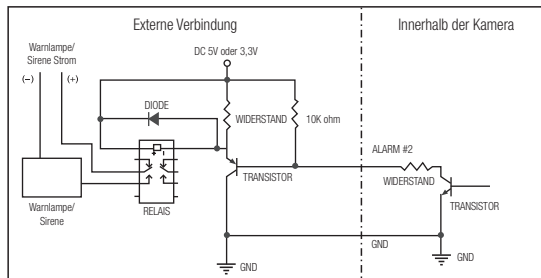 Externe Verbindung
Innerhalb der Kamera
Warnlampe/
Sirene Strom
(–)
(+)
DC 5V oder 3,3V
DIODE
WIDERSTAND
10K ohm
ALARM #2
WIDERSTAND
TRANSISTOR
TRANSISTOR
RELAIS
Warnlampe/
Sirene
GND
GND
GND